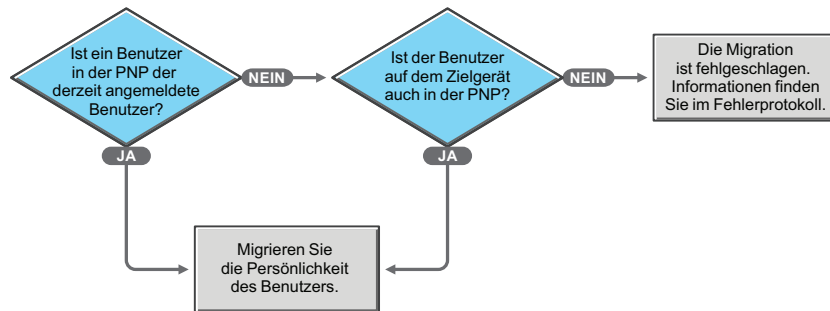 Ist ein Benutzer
in der PNP der
derzeit angemeldete
Benutzer?
NEIN
Ist der Benutzer
auf dem Zielgerät
auch in der PNP?
NEIN
Die Migration
ist fehlgeschlagen.
Informationen finden
Sie im Fehlerprotokoll.
JA
JA
Migrieren Sie
die Persönlichkeit
des Benutzers.